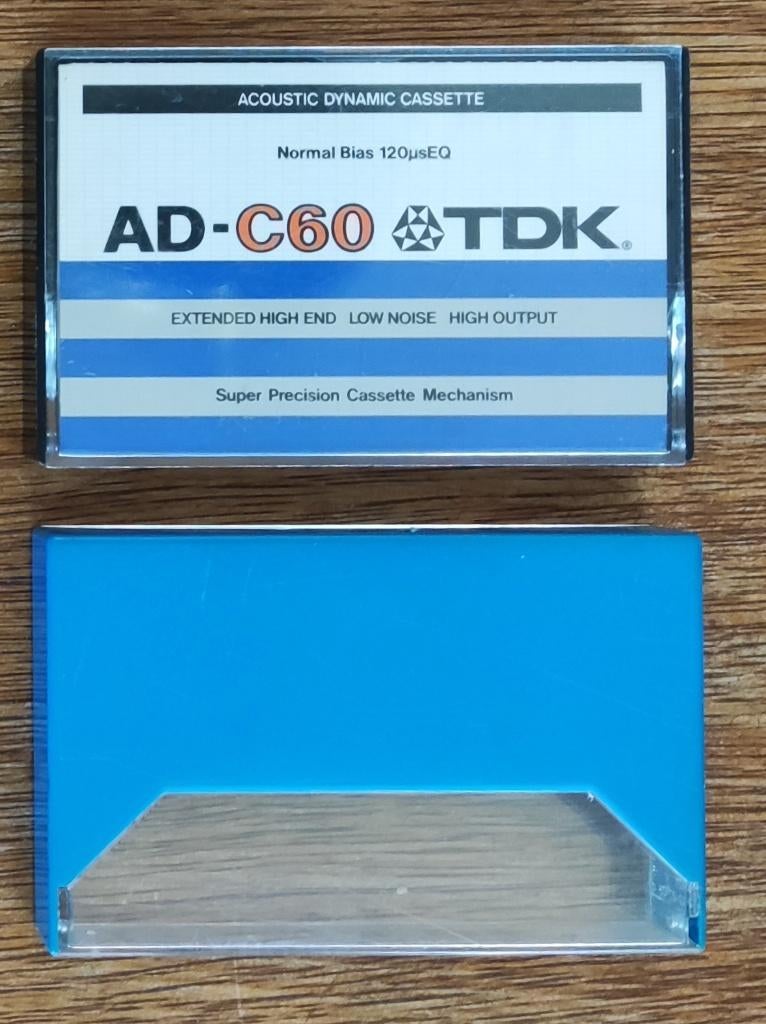 ACOUSTIC DYNAMIC CASSETTE
Normal Bias 120µsEQ
AD-C60 TDK®
EXTENDED HIGH END LOW NOISE HIGH OUTPUT
Super Precision Cassette Mechanism